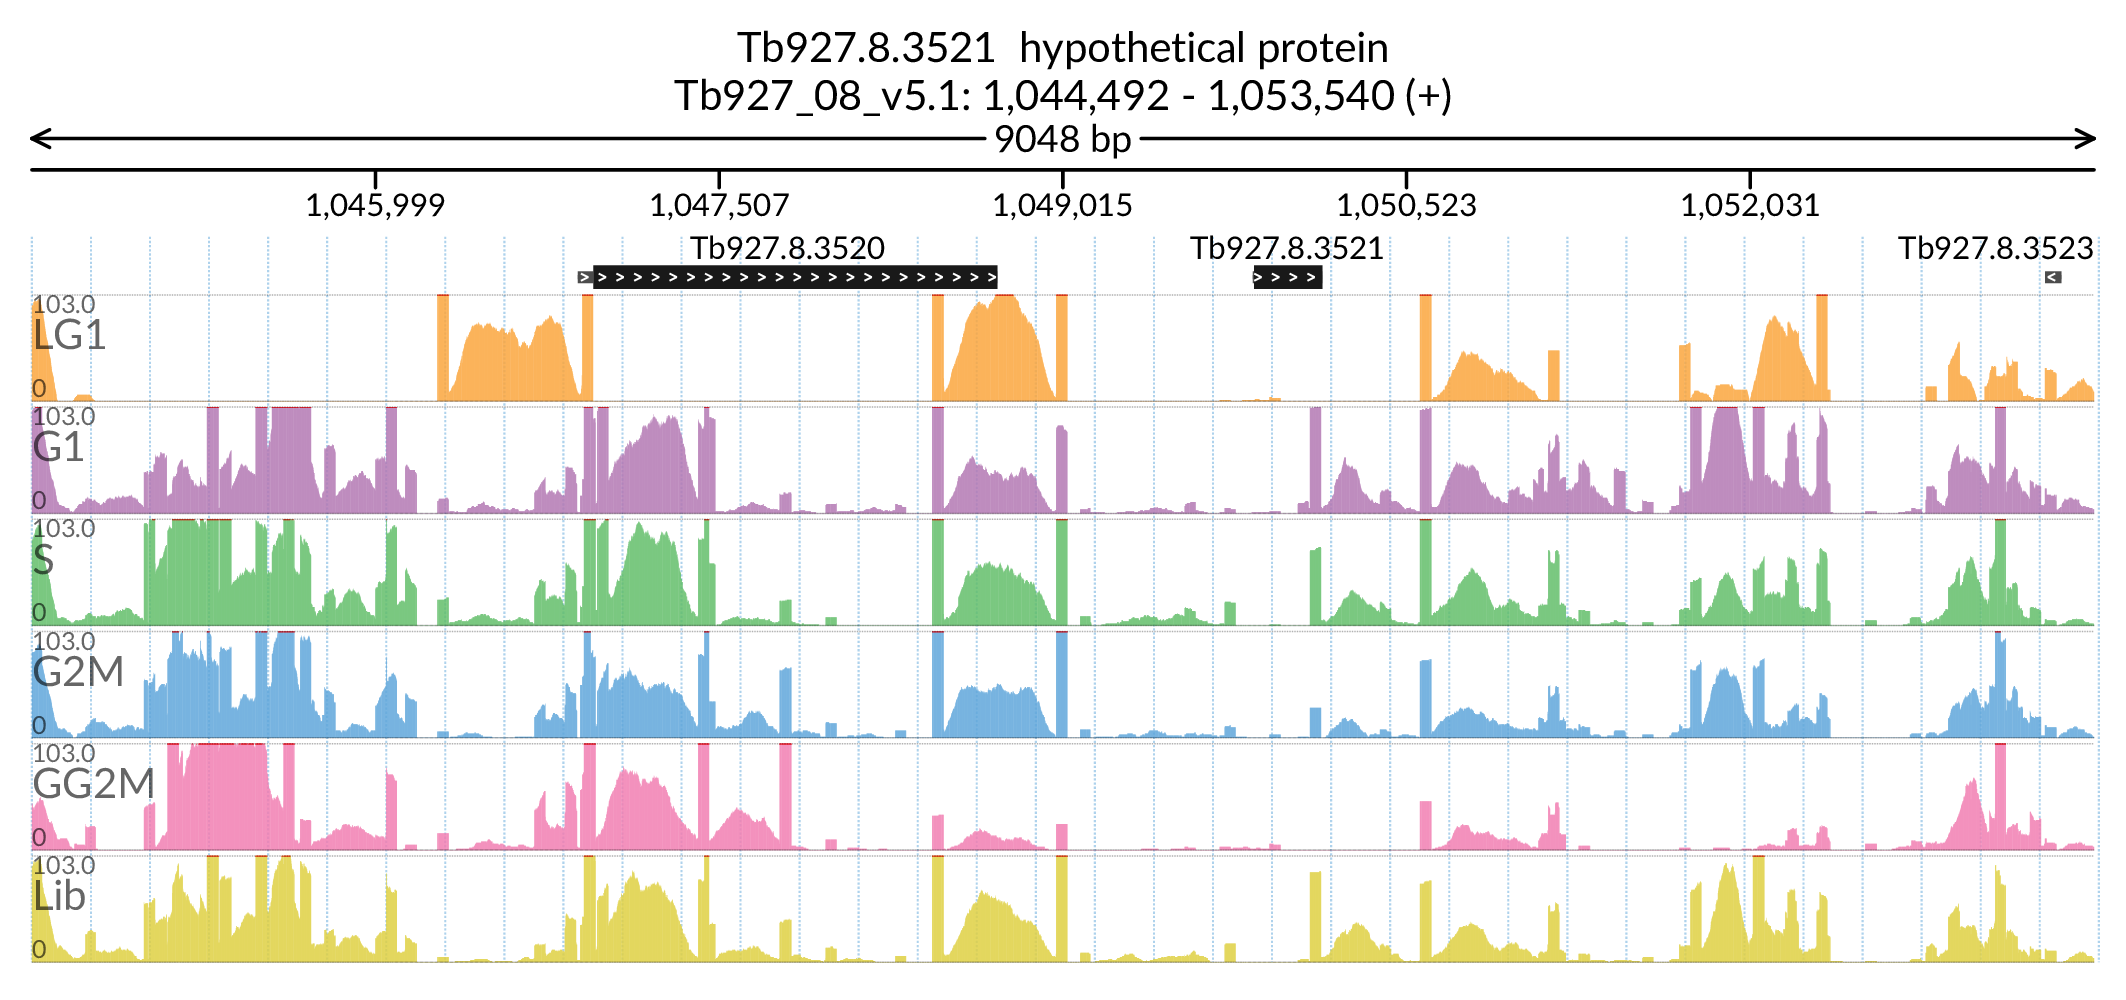 Tb927.8.3521  hypothetical protein
Tb927_08_v5.1: 1,044,492 - 1,053,540 (+)
9048 bp
1,045,999 1,047,507 1,049,015 1,050,523 1,052,031
Tb927.8.3520 Tb927.8.3521 Tb927.8.3523
103.0
LG1
0
103.0
G1
0
103.0
S
0
103.0
G2M
0
103.0
GG2M
0
103.0
Lib
0